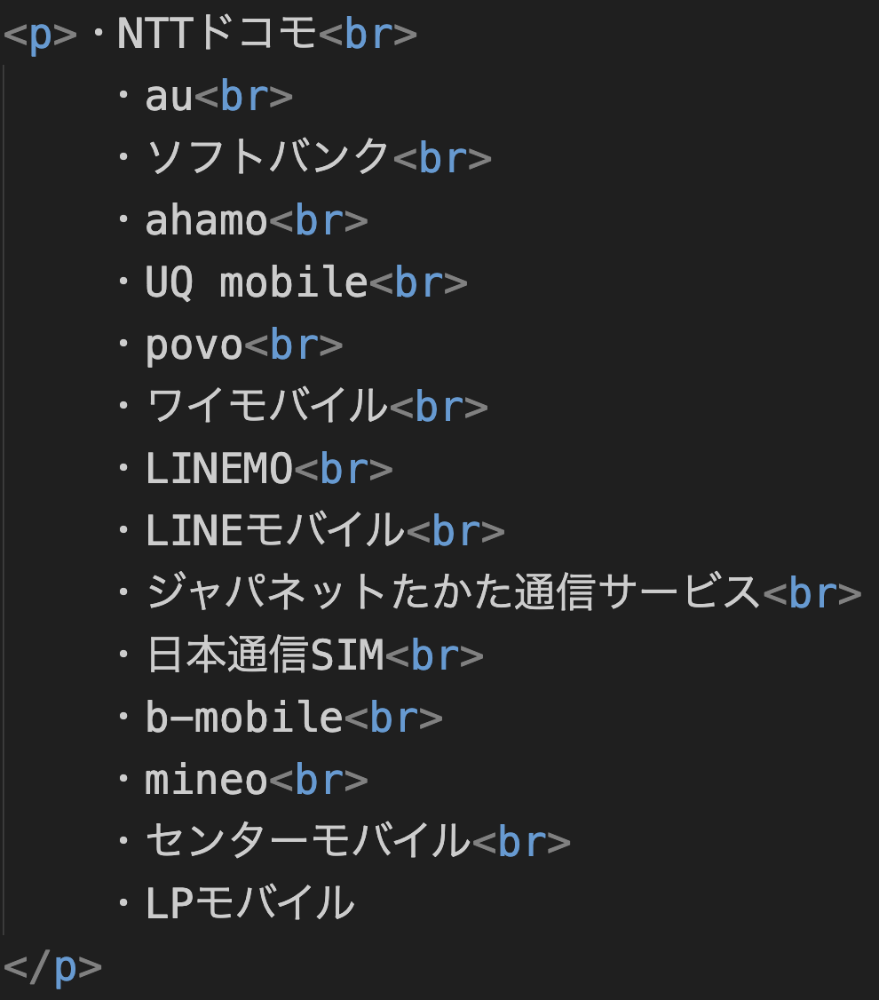 <p>・NTTドコモ<br>
・au<br>
・ソフトバンク<br>
・ahamo<br>
・UQ mobile<br>
・povo<br>
・ワイモバイル<br>
・LINEMO<br>
・LINEモバイル<br>
・ジャパネットたかた通信サービス<br>
・日本通信SIM<br>
・b-mobile<br>
・mineo<br>
・センターモバイル<br>
・LPモバイル
</p>